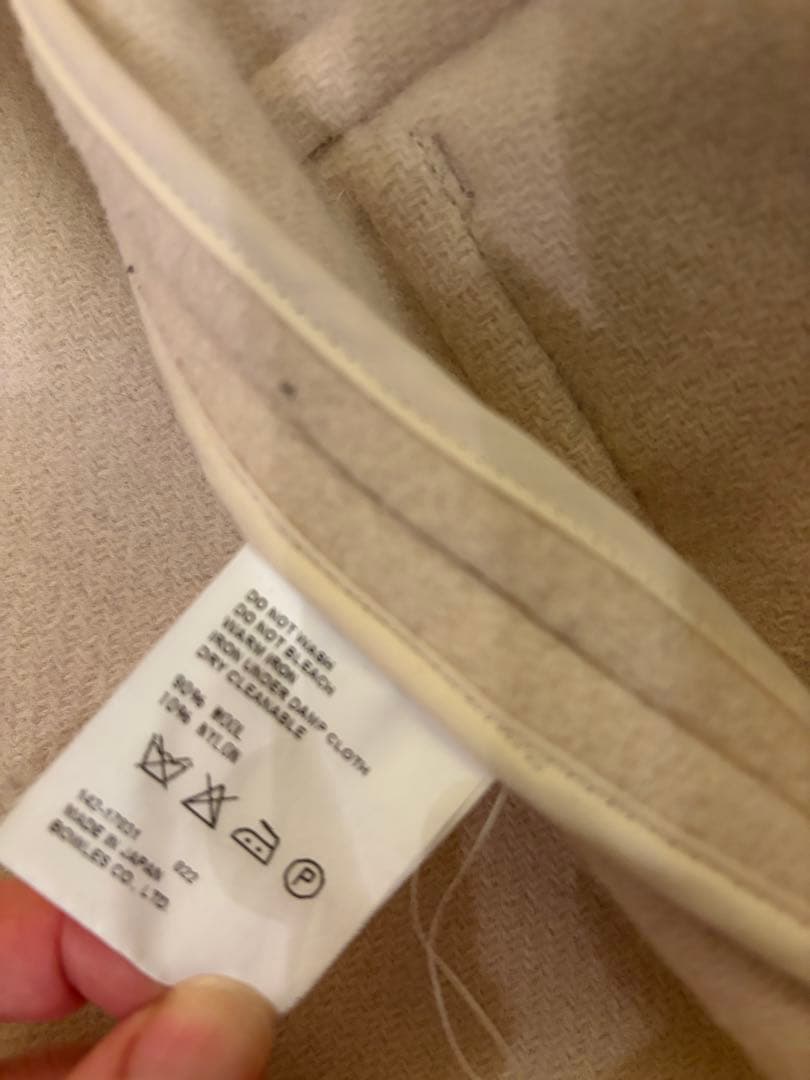 DO NOT WASH
DO NOT BLEACH
WARM IRON
IRON UNDER DAMP CLOTH
DRY CLEANABLE
90% WOOL
10% NYLON
P
MADE IN JAPAN 022
BOWLES CO., LTD.